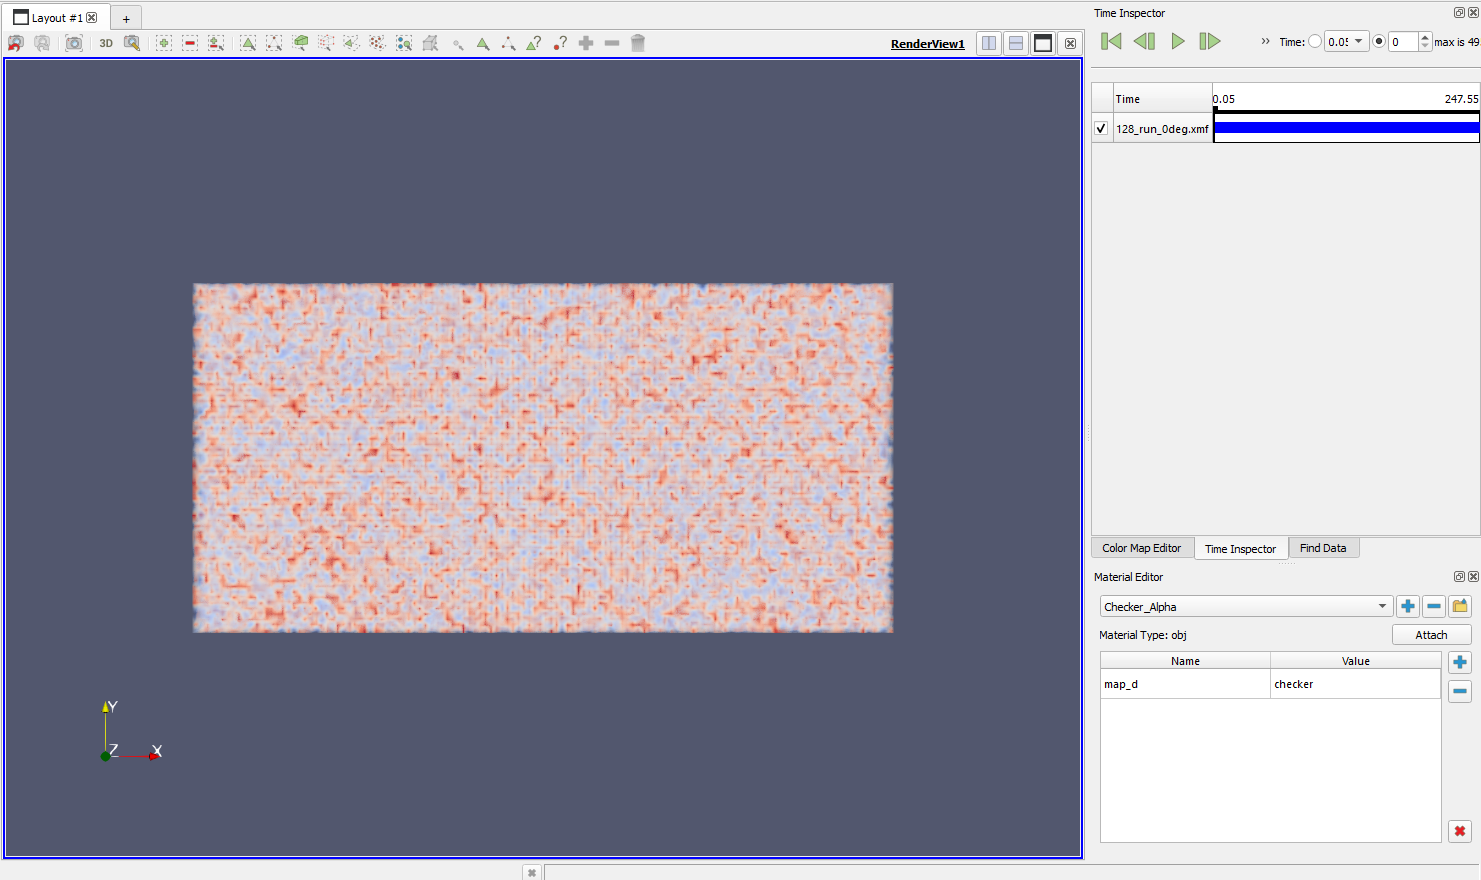 Layout #1
+
3D
RenderView1
Time Inspector
Time: 0.05 0 max is 49
Time 0.05 247.55
128_run_0deg.xmf
Y
Z
X
Color Map Editor Time Inspector Find Data
Material Editor
Checker_Alpha
Material Type: obj Attach
Name Value
map_d checker